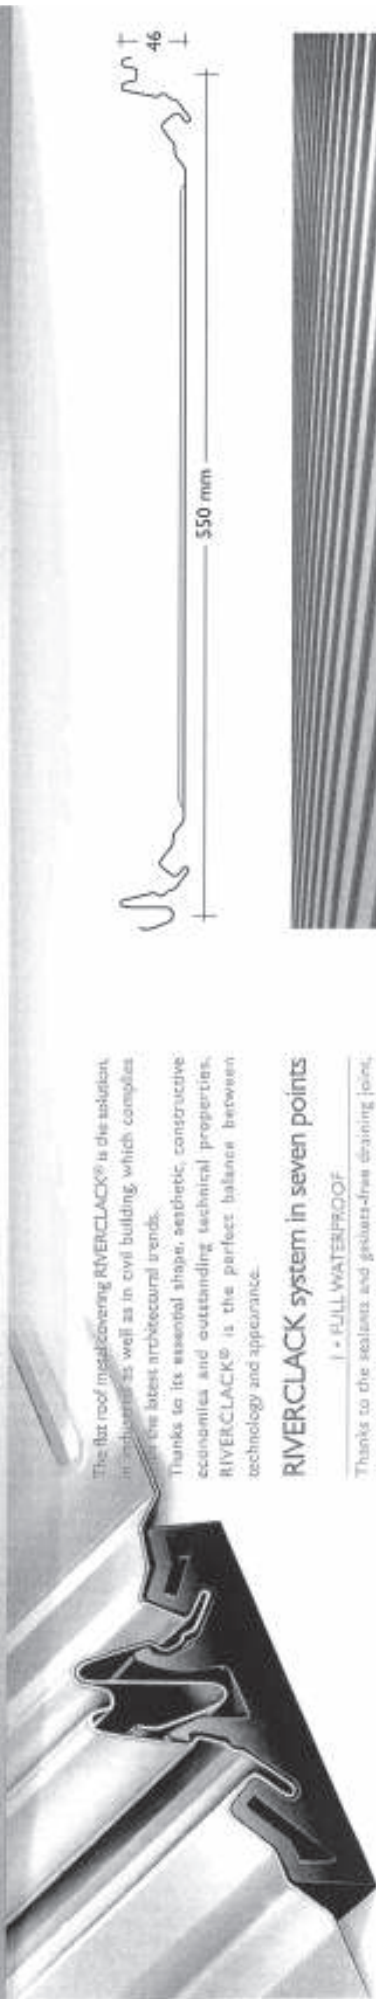 The flat roof metal covering RIVERCLACK® is the solution,
in as well as in civil building, which complies
the latest architectural trends.
Thanks to its essential shape, aesthetic, constructive
economies and outstanding technical properties,
RIVERCLACK® is the perfect balance between
technology and appearance.
RIVERCLACK system in seven points
1 • FULL WATERPROOF
Thanks to the sealants and gaskets-free draining joint,
46
550 mm